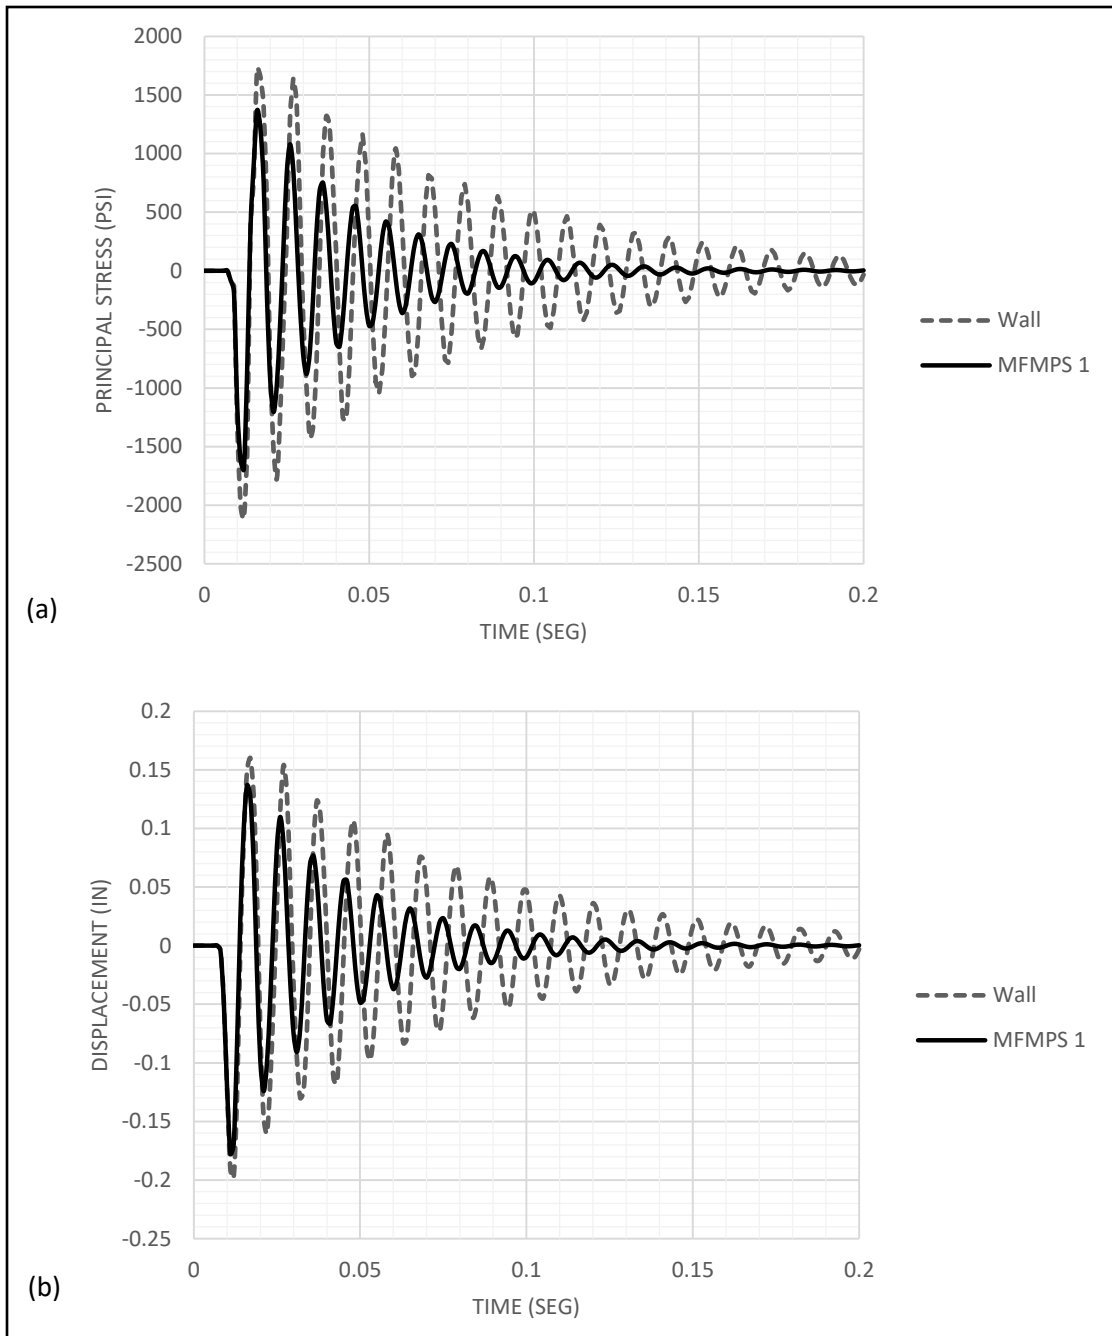 2000
1500
1000
500
0
-500
-1000
-1500
-2000
-2500
PRINCIPAL STRESS (PSI)
0 0.05 0.1 0.15 0.2
TIME (SEG)
Wall
MFMPS 1
(a)
0.2
0.15
0.1
0.05
0
-0.05
-0.1
-0.15
-0.2
-0.25
DISPLACEMENT (IN)
0 0.05 0.1 0.15 0.2
TIME (SEG)
Wall
MFMPS 1
(b)